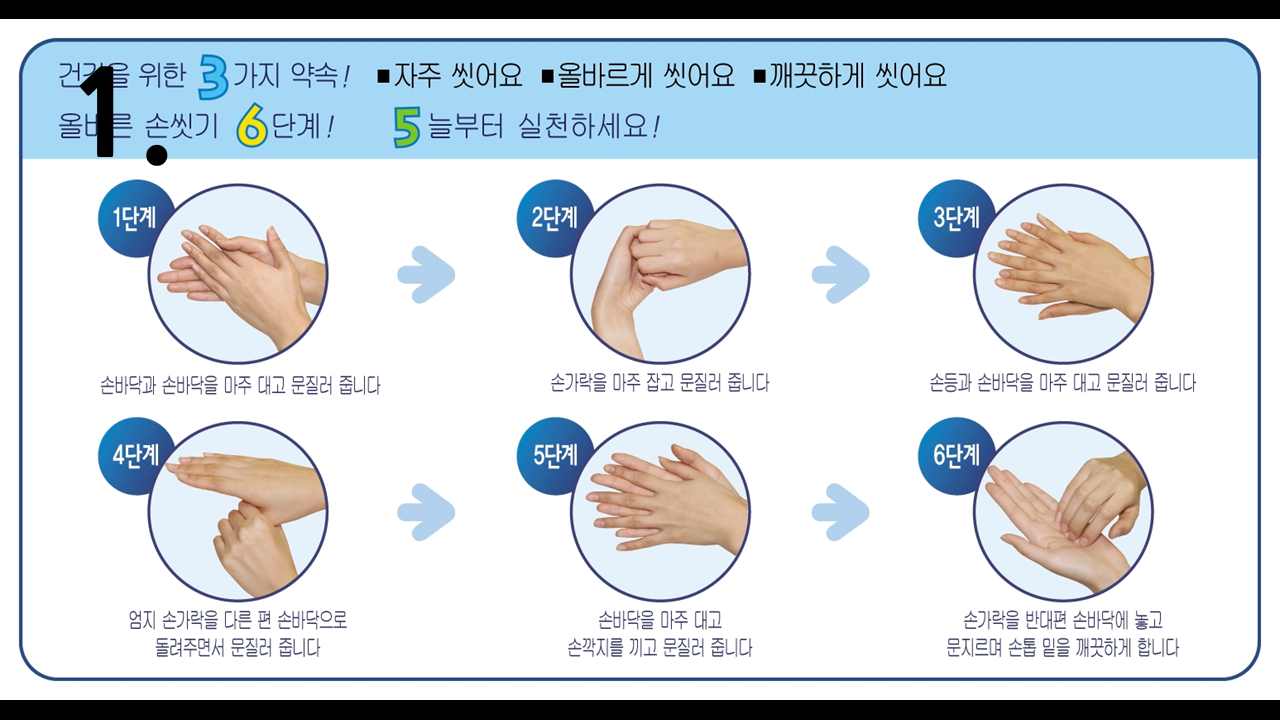 건강을 위한 3가지 약속! ■자주 씻어요 ■올바르게 씻어요 ■깨끗하게 씻어요
1.
올바른 손씻기 6단계! 5늘부터 실천하세요!
1단계
손바닥과 손바닥을 마주 대고 문질러 줍니다
2단계
손가락을 마주 잡고 문질러 줍니다
3단계
손등과 손바닥을 마주 대고 문질러 줍니다
4단계
엄지 손가락을 다른 편 손바닥으로
돌려주면서 문질러 줍니다
5단계
손바닥을 마주 대고
손깍지를 끼고 문질러 줍니다
6단계
손가락을 반대편 손바닥에 놓고
문지르며 손톱 밑을 깨끗하게 합니다